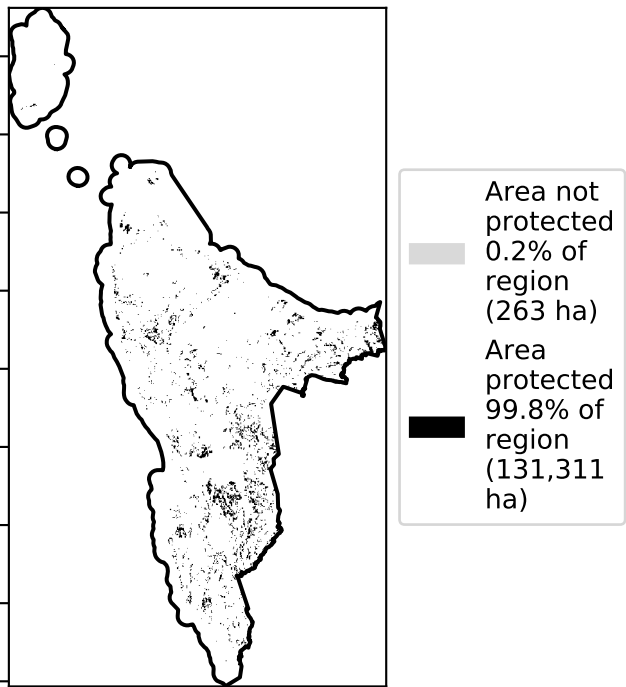 Area not
protected
0.2% of
region
(263 ha)
Area
protected
99.8% of
region
(131,311
ha)